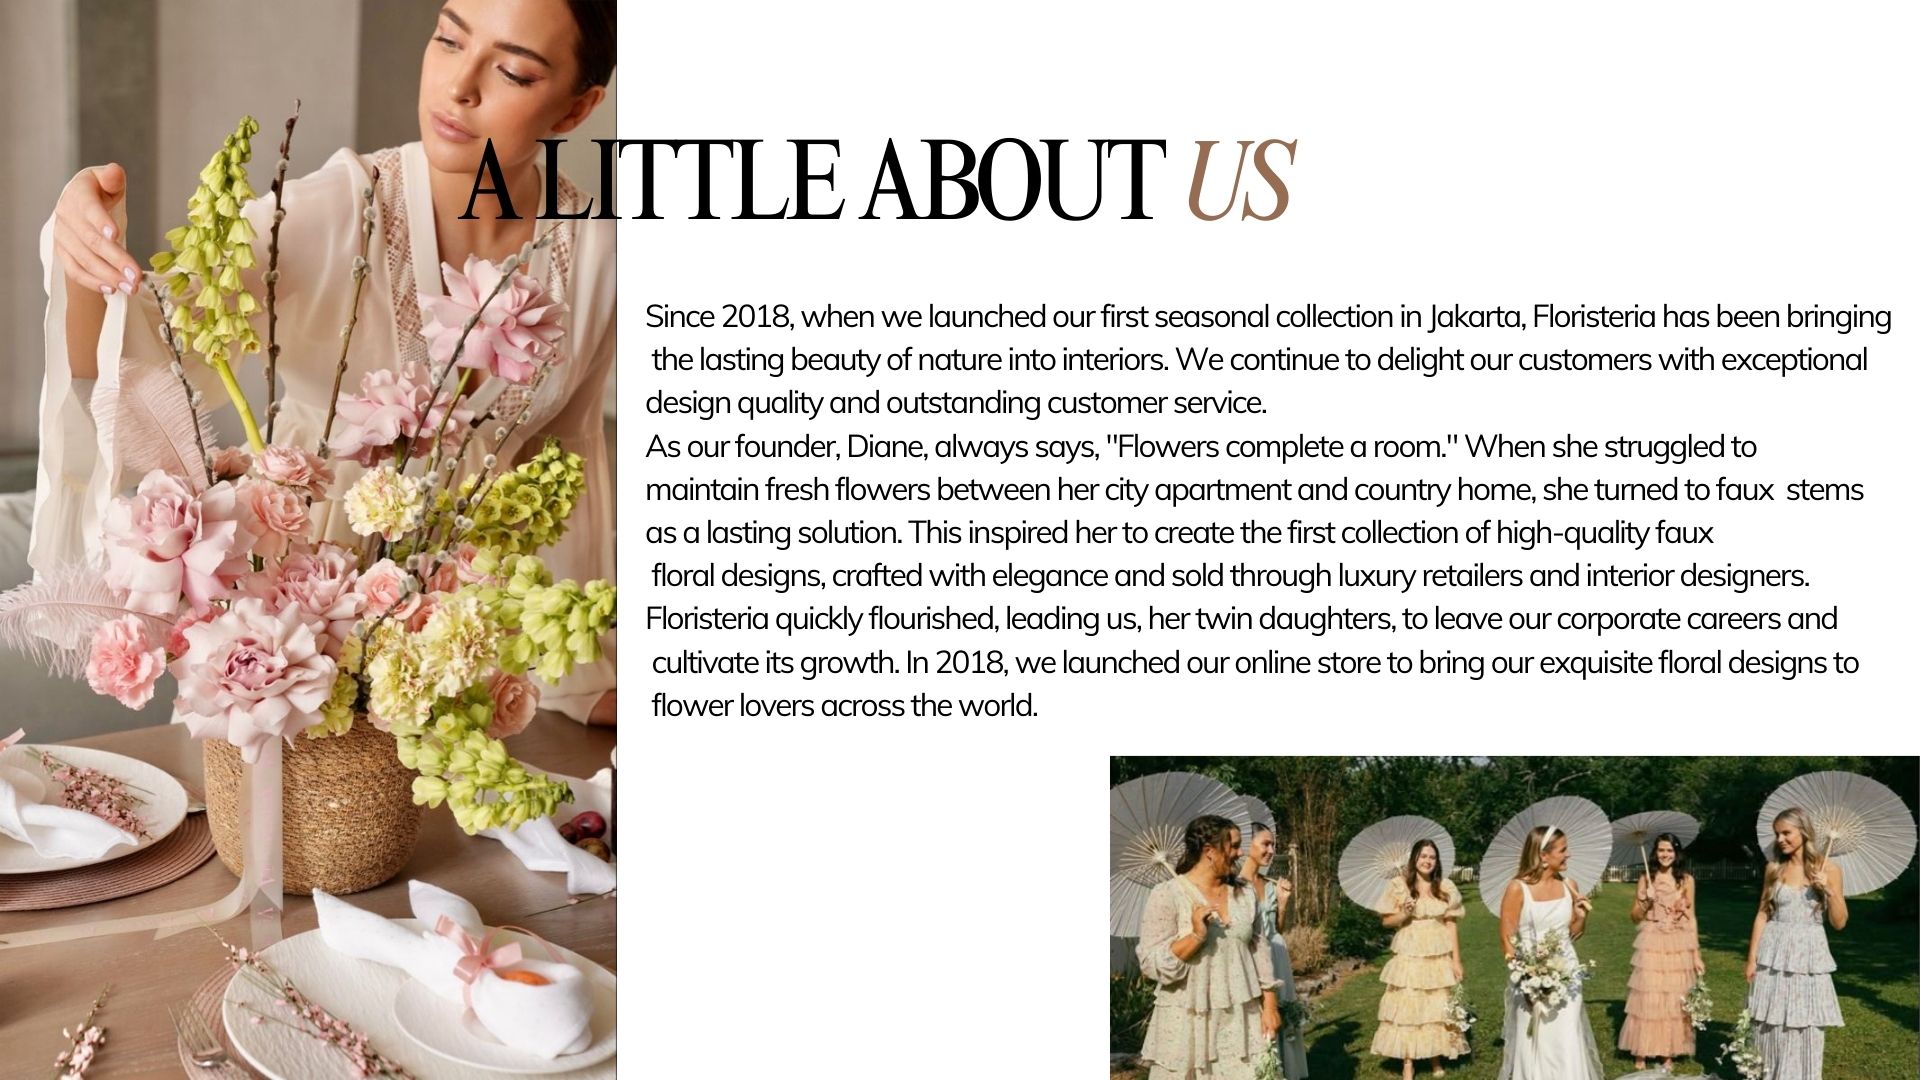 A LITTLE ABOUT US
Since 2018, when we launched our first seasonal collection in Jakarta, Floristeria has been bringing
the lasting beauty of nature into interiors. We continue to delight our customers with exceptional
design quality and outstanding customer service.
As our founder, Diane, always says, "Flowers complete a room." When she struggled to
maintain fresh flowers between her city apartment and country home, she turned to faux  stems
as a lasting solution. This inspired her to create the first collection of high-quality faux
floral designs, crafted with elegance and sold through luxury retailers and interior designers.
Floristeria quickly flourished, leading us, her twin daughters, to leave our corporate careers and
cultivate its growth. In 2018, we launched our online store to bring our exquisite floral designs to
flower lovers across the world.